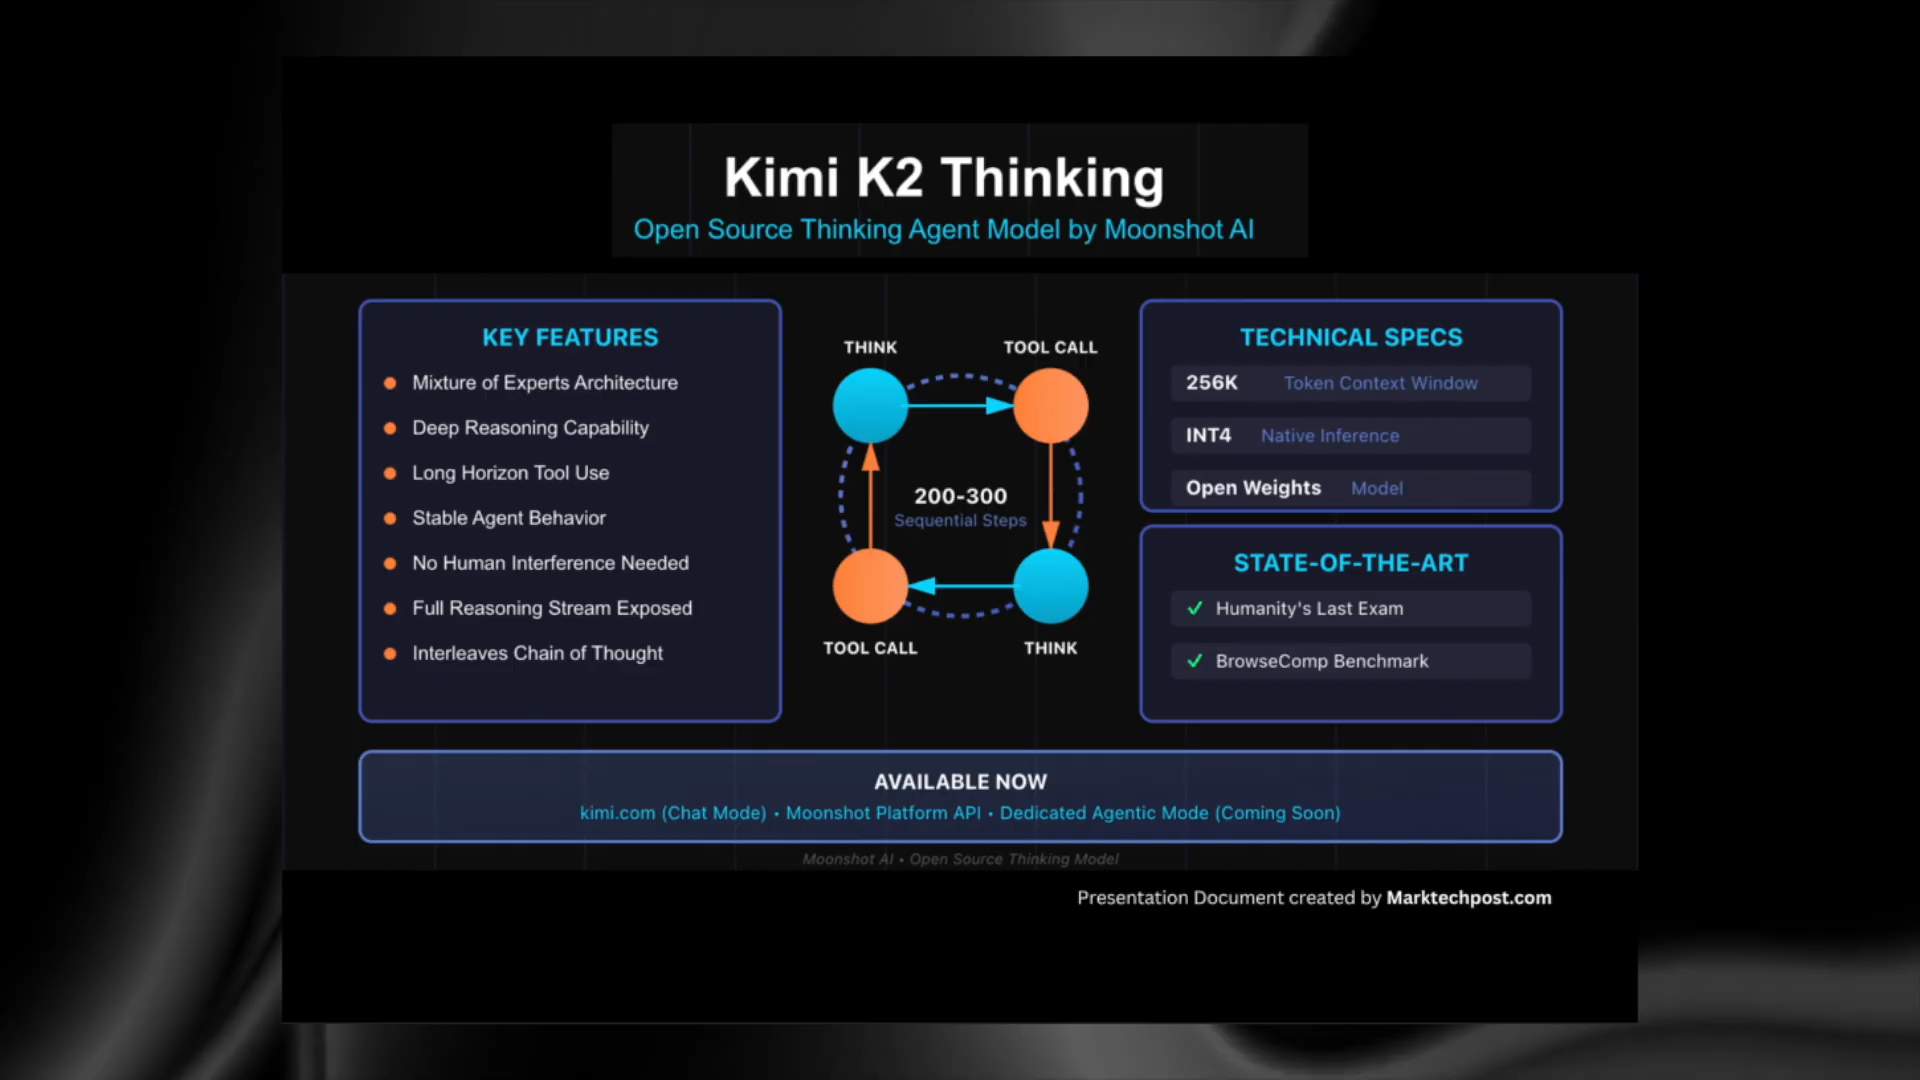 Kimi K2 Thinking
Open Source Thinking Agent Model by Moonshot AI
KEY FEATURES
Mixture of Experts Architecture
Deep Reasoning Capability
Long Horizon Tool Use
Stable Agent Behavior
No Human Interference Needed
Full Reasoning Stream Exposed
Interleaves Chain of Thought
THINK
TOOL CALL
200-300
Sequential Steps
TOOL CALL
THINK
TECHNICAL SPECS
256K Token Context Window
INT4 Native Inference
Open Weights Model
STATE-OF-THE-ART
✓ Humanity's Last Exam
✓ BrowseComp Benchmark
AVAILABLE NOW
kimi.com (Chat Mode) • Moonshot Platform API • Dedicated Agentic Mode (Coming Soon)
Moonshot AI • Open Source Thinking Model
Presentation Document created by Marktechpost.com